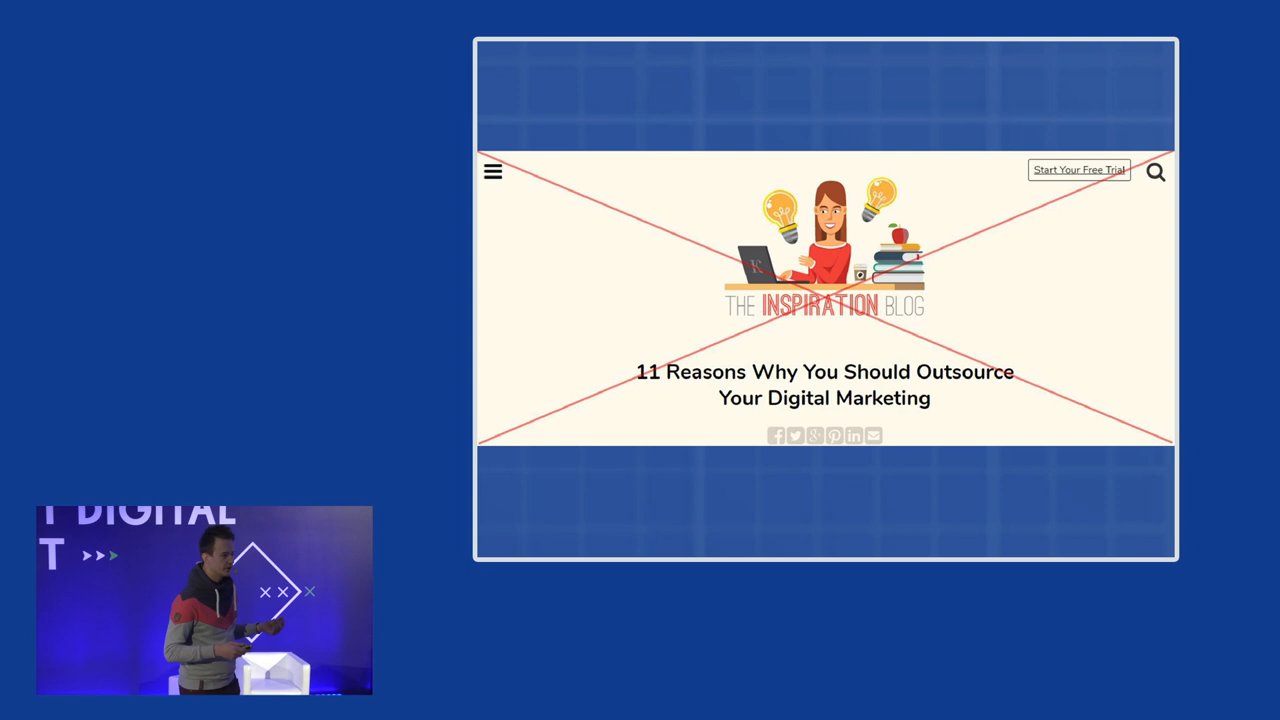 Start Your Free Trial
K
THE INSPIRATION BLOG
11 Reasons Why You Should Outsource
Your Digital Marketing
DIGITAL
T